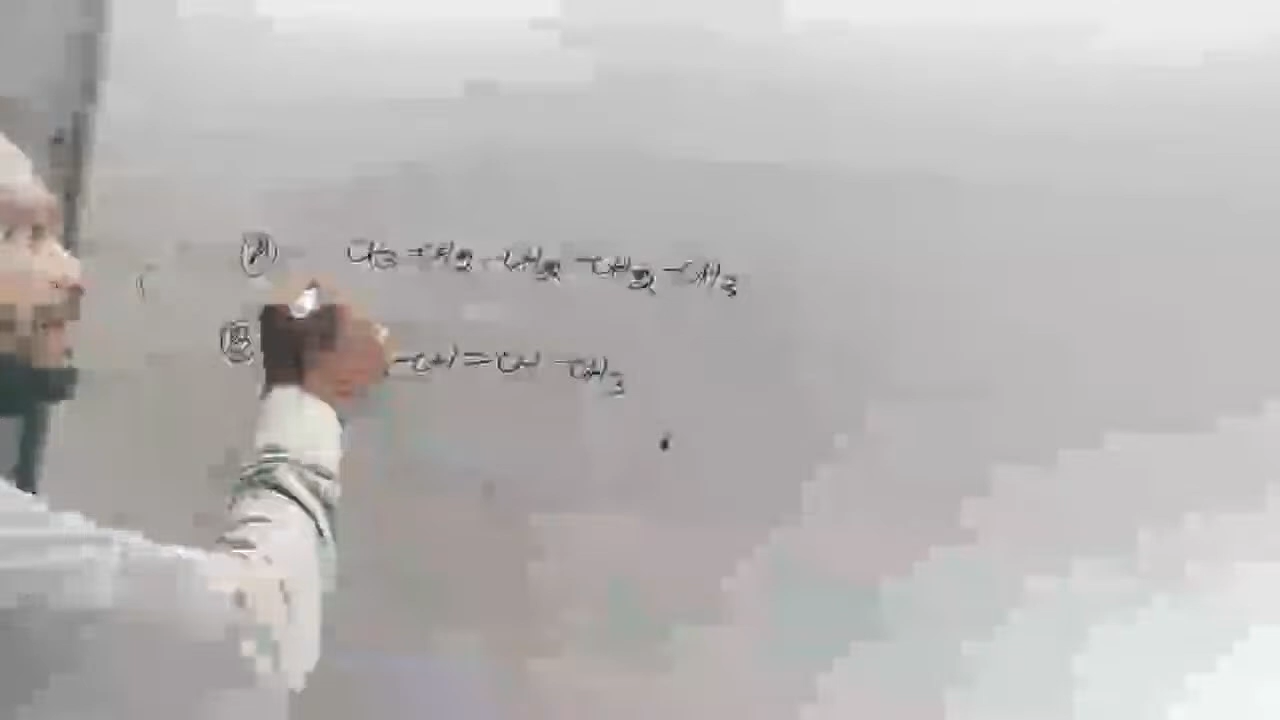 (A) CH3 - CH2 - CH2 - CH2 - CH3
(B) - CH = CH - CH3